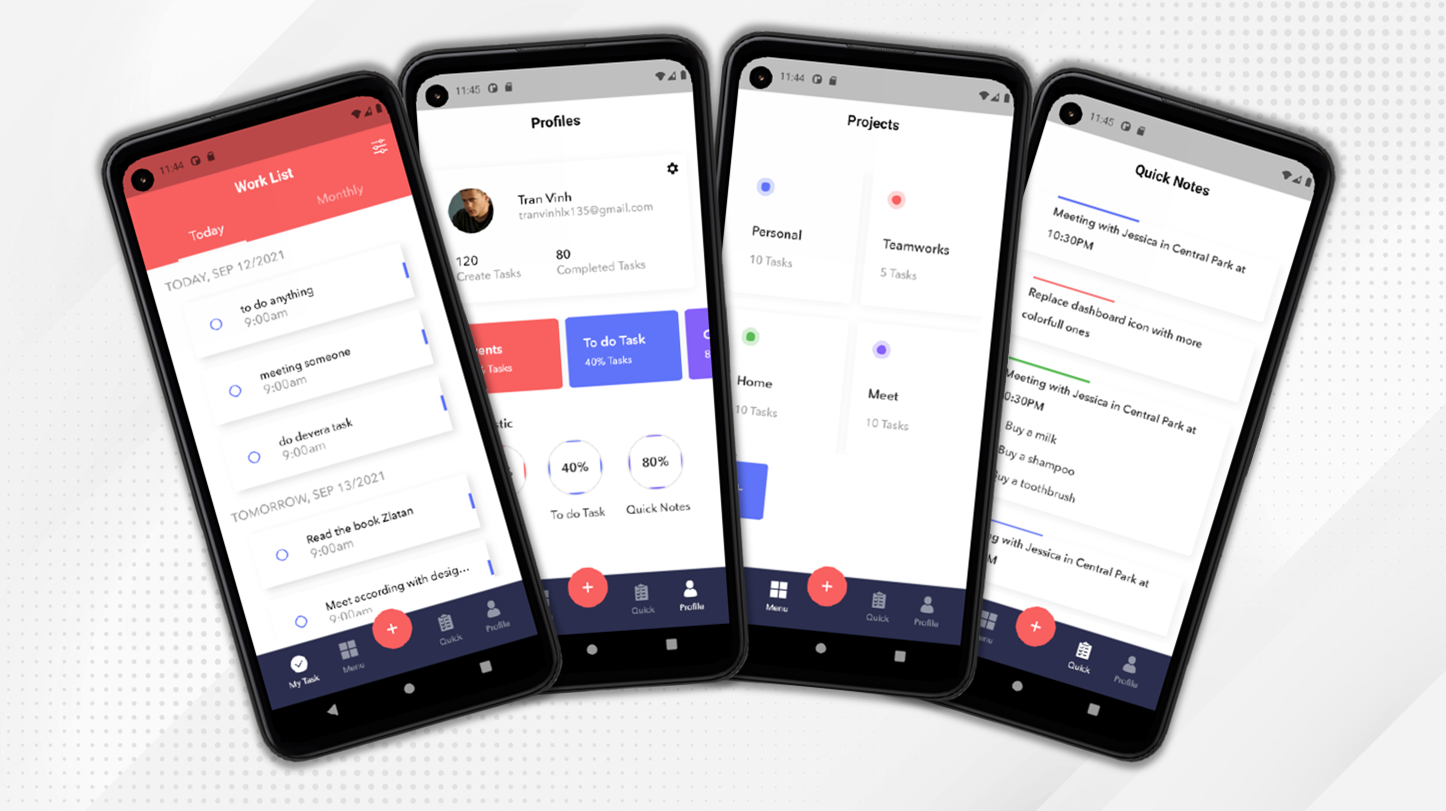 11:44
Work List
Today
Monthly
TODAY, SEP 12/2021
to do anything
9:00am
meeting someone
9:00am
do devera task
9:00am
TOMORROW, SEP 13/2021
Read the book Zlatan
9:00am
Meet according with desig...
9:00am
My Task
Menu
+
Quick
Profile
11:45
Profiles
Tran Vinh
tranvinhlx135@gmail.com
120
80
Create Tasks
Completed Tasks
ents
Tasks
To do Task
40% Tasks
8
stic
40%
80%
To do Task
Quick Notes
+
Quick
Profile
11:44
Projects
Personal
10 Tasks
Teamworks
5 Tasks
Home
10 Tasks
Meet
10 Tasks
Menu
+
Quick
Profile
11:45
Quick Notes
Meeting with Jessica in Central Park at
10:30PM
Replace dashboard icon with more
colorfull ones
Meeting with Jessica in Central Park at
0:30PM
Buy a milk
Buy a shampoo
Buy a toothbrush
ng with Jessica in Central Park at
M
Menu
+
Quick
Profile